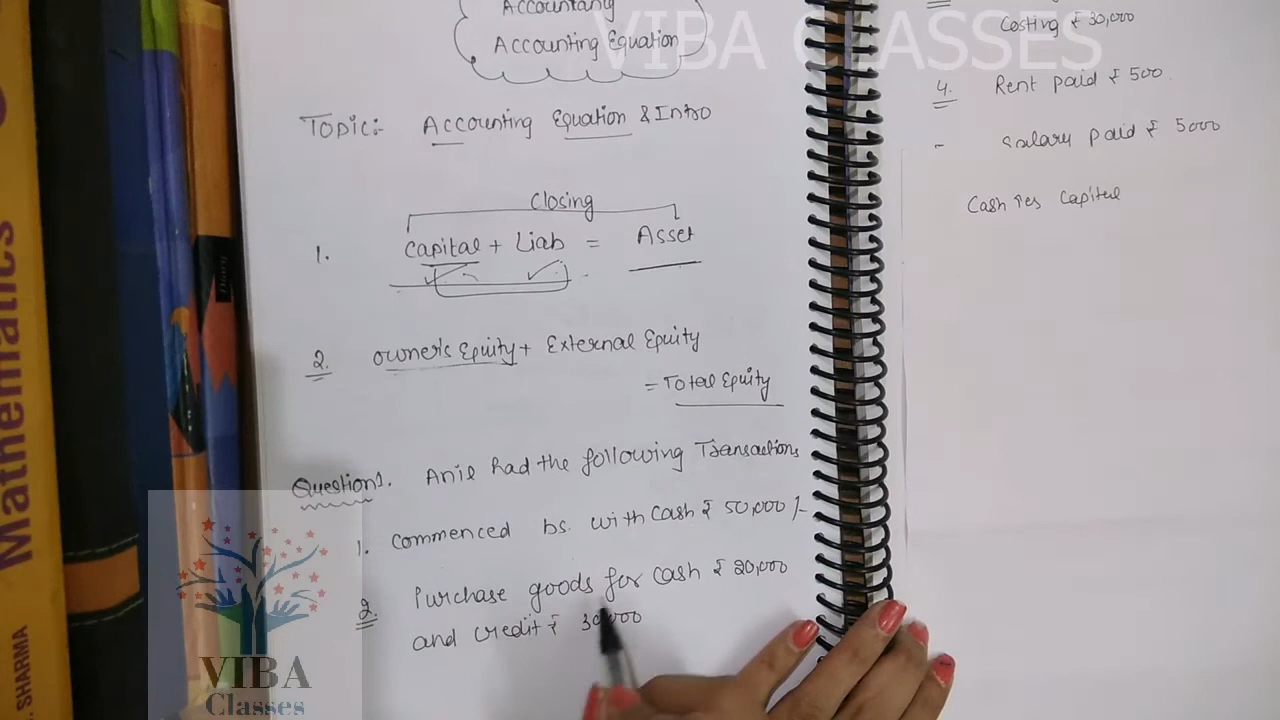 Accountancy
Accounting Equation
VIBA CLASSES
Topic:- Accounting Equation & Intro
Closing
1. Capital + Liab = Asset
2. owner's Equity + External Equity
= Total Equity
Question 1. Anil had the following Transactions
1. Commenced bs. with Cash ₹ 50,000/-
2. Purchase goods for Cash ₹ 20,000
and credit ₹ 30,000
Costing ₹ 30,000
4. Rent paid ₹ 500
- Salary paid ₹ 5000
Cash Capital
Mathematics
SHARMA
VIBA
Classes